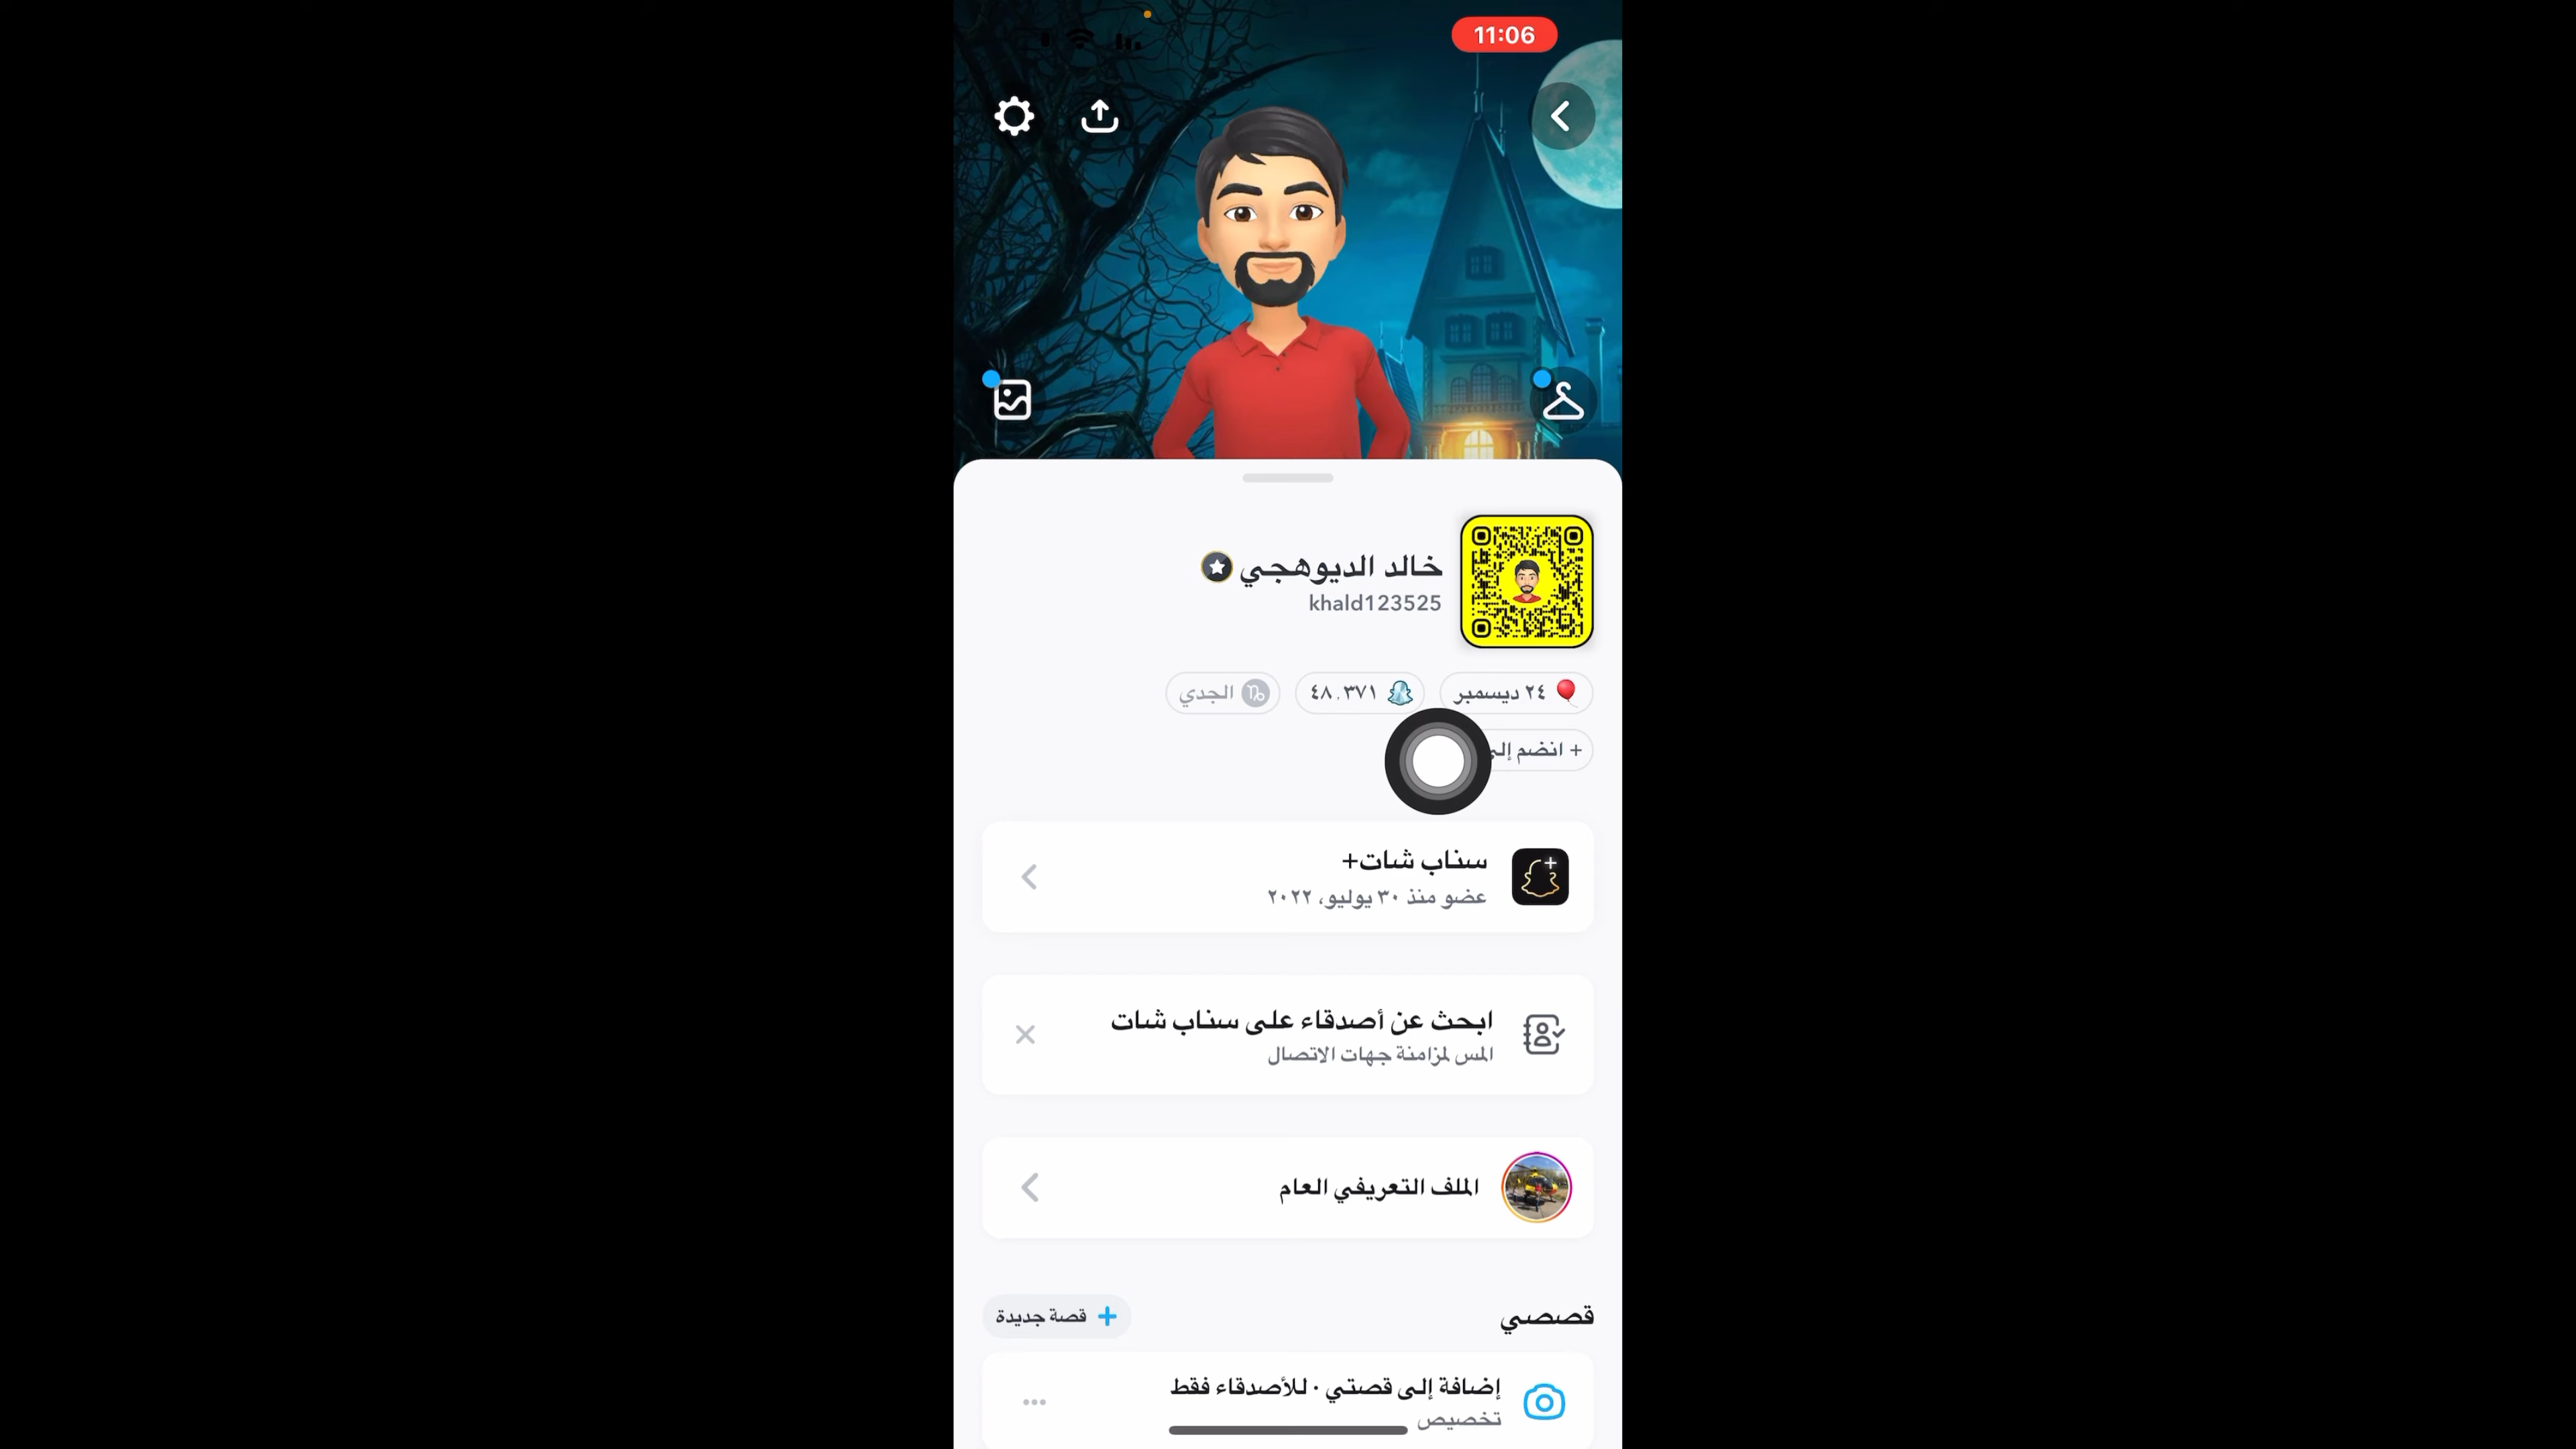 11:06
خالد الديوهجي
khald123525
٢٤ ديسمبر
٤٨.٣٧١
الجدي
+ انضم إلى
سناب شات+
عضو منذ ٣٠ يوليو، ٢٠٢٢
ابحث عن أصدقاء على سناب شات
المس لمزامنة جهات الاتصال
الملف التعريفي العام
قصصي
+ قصة جديدة
إضافة إلى قصتي · للأصدقاء فقط
تخصيص